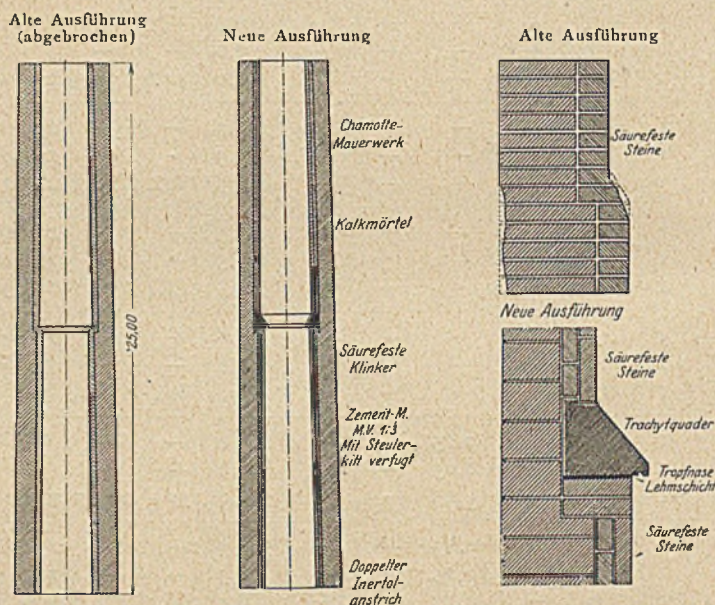 Alte Ausführung
(abgebrochen)
25,00
Neue Ausführung
Chamotte-
Mauerwerk
Kalkmörtel
Säurefeste
Klinker
Zement-M.
M.V. 1:3
Mit Steuler-
kitt verfugt
Doppelter
Inertol-
anstrich
Alte Ausführung
Säurefeste
Steine
Neue Ausführung
Säurefeste
Steine
Trachytquader
Tropfnase
Lehmschicht
Säurefeste
Steine